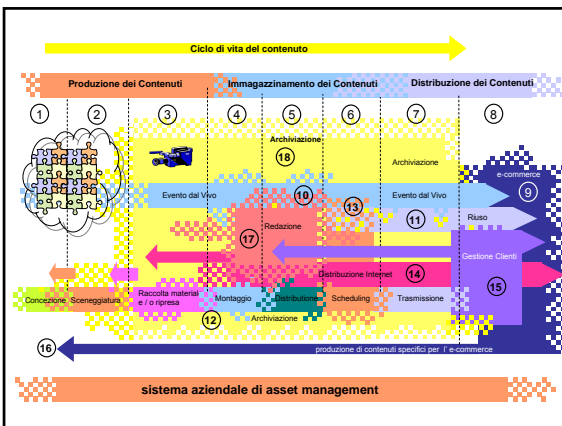 Ciclo di vita del contenuto
Produzione dei Contenuti
Immagazzinamento dei Contenuti
Distribuzione dei Contenuti
1
2
3
4
5
6
7
8
Archiviazione
18
Archiviazione
e-commerce
9
Evento dal Vivo
10
Evento dal Vivo
13
11
Riuso
Redazione
17
Gestione Clienti
Distribuzione Internet
14
15
Concezione
Sceneggiatura
Raccolta material
e / o ripresa
Montaggio
Distributione
Scheduling
Trasmissione
12
Archiviazione
16
produzione di contenuti specifici per l' e-commerce
sistema aziendale di asset management